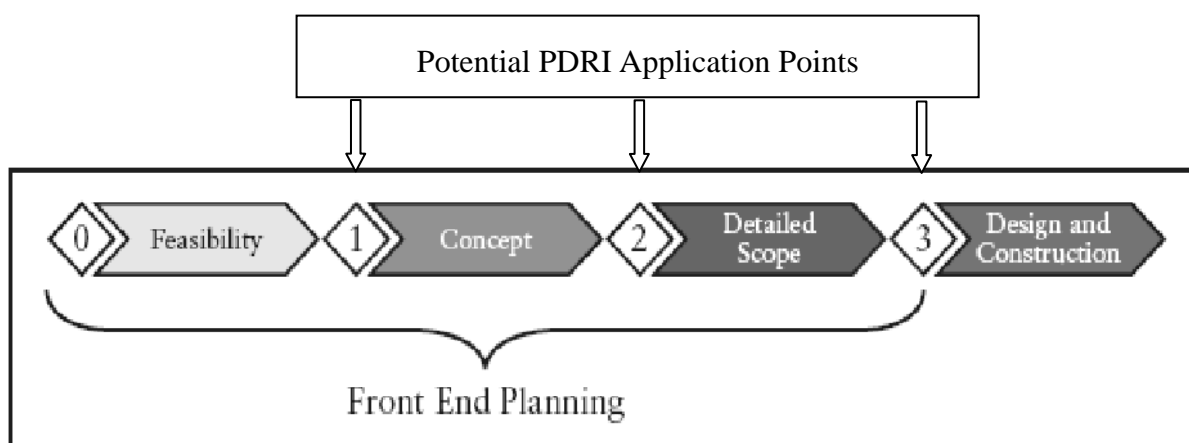 Potential PDRI Application Points
0
Feasibility
1
Concept
2
Detailed
Scope
3
Design and
Construction
Front End Planning